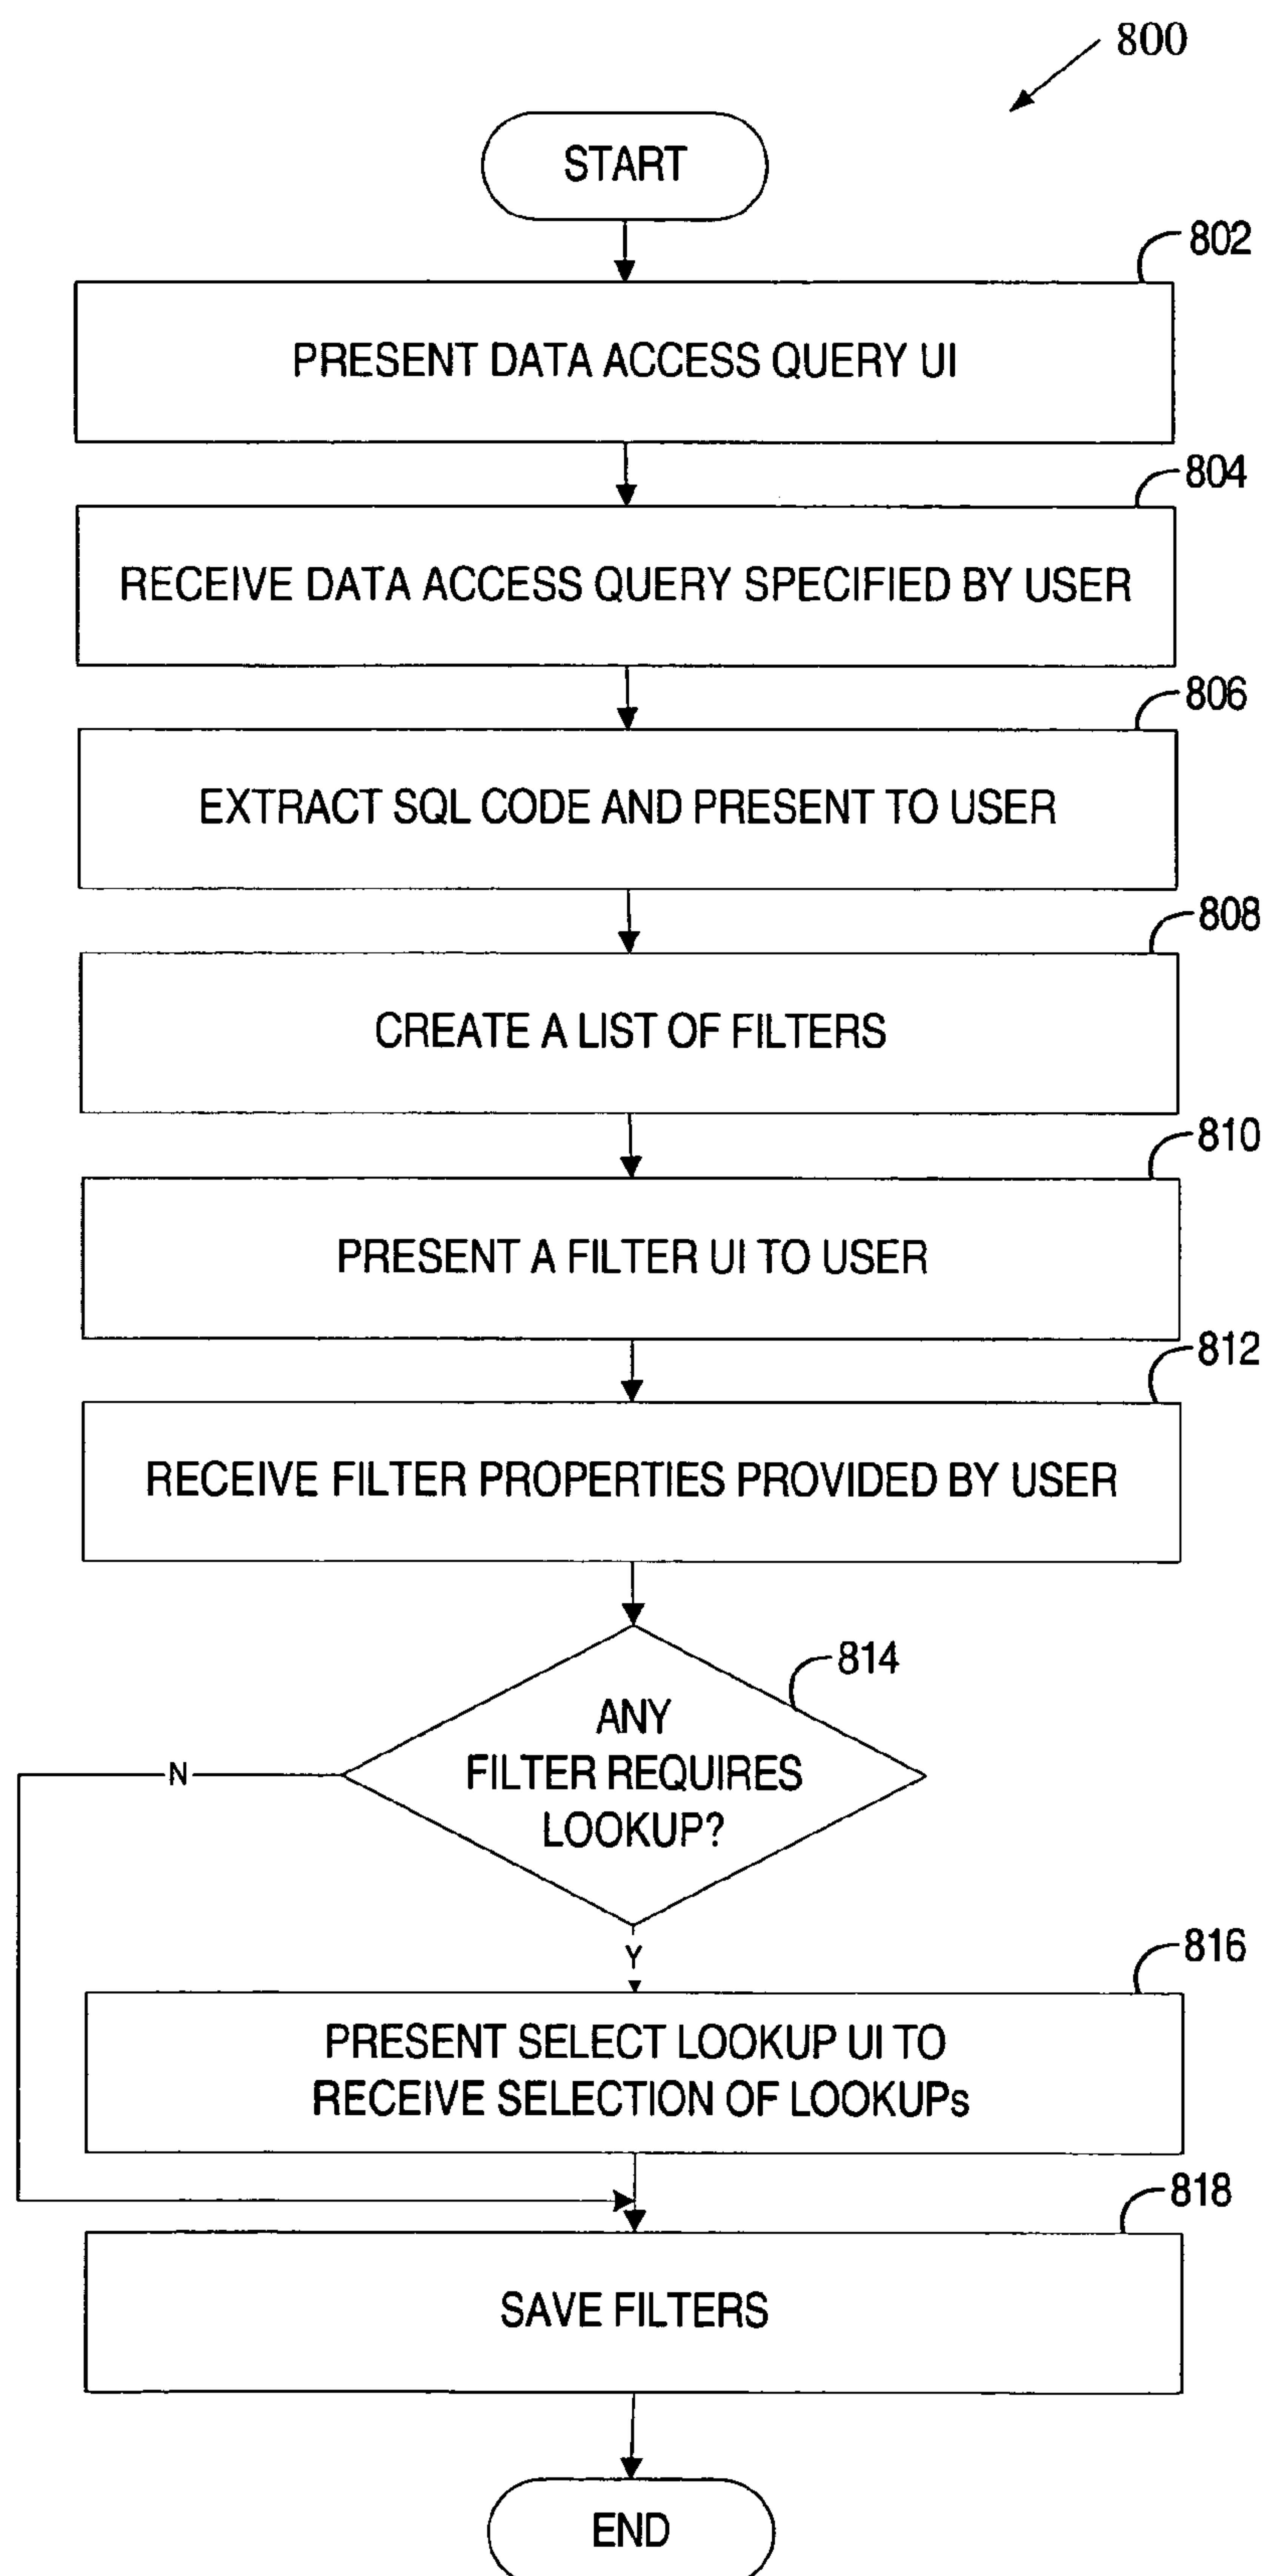 800
START
802
PRESENT DATA ACCESS QUERY UI
804
RECEIVE DATA ACCESS QUERY SPECIFIED BY USER
806
EXTRACT SQL CODE AND PRESENT TO USER
808
CREATE A LIST OF FILTERS
810
PRESENT A FILTER UI TO USER
812
RECEIVE FILTER PROPERTIES PROVIDED BY USER
814
ANY
FILTER REQUIRES
LOOKUP?
N
Y
816
PRESENT SELECT LOOKUP UI TO
RECEIVE SELECTION OF LOOKUPs
818
SAVE FILTERS
END